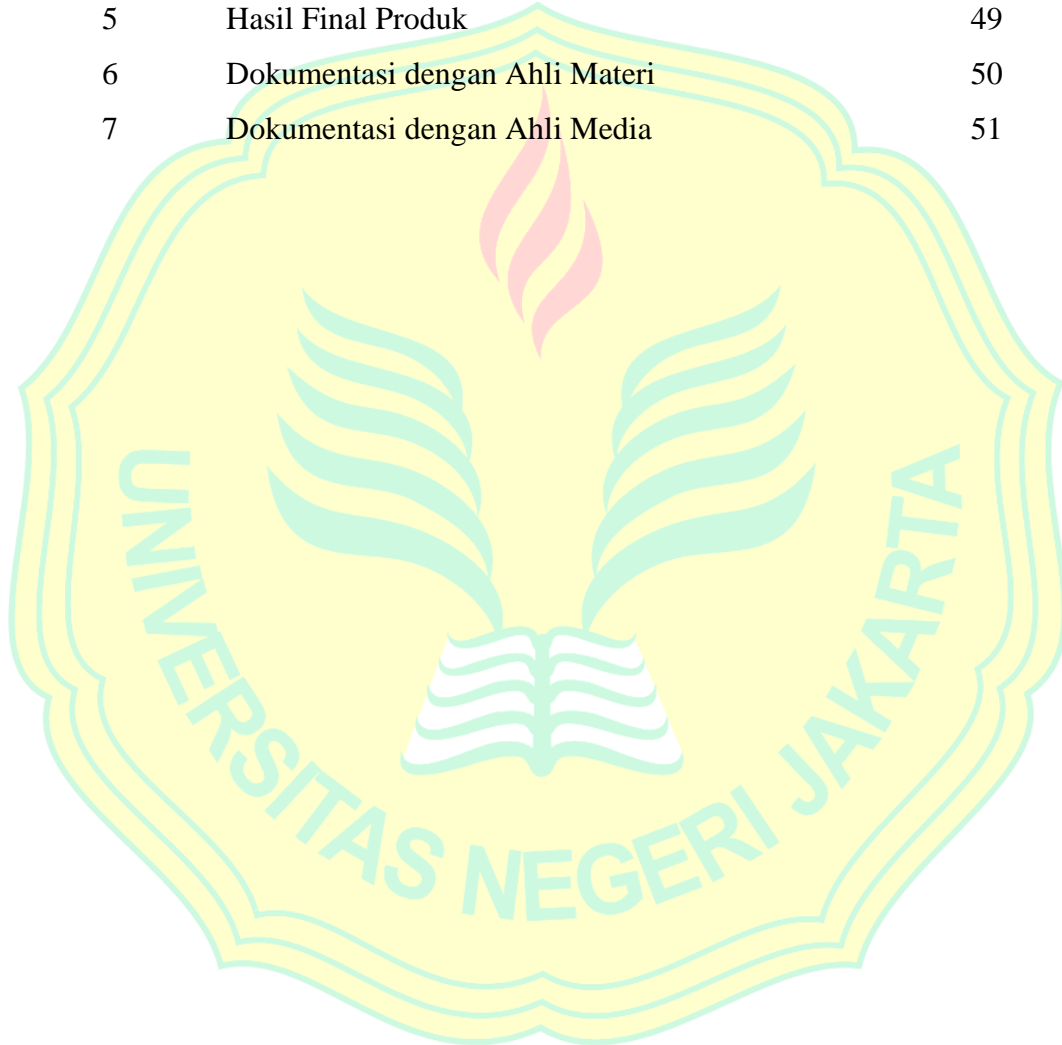 5 Hasil Final Produk 49
6 Dokumentasi dengan Ahli Materi 50
7 Dokumentasi dengan Ahli Media 51
UNIVERSITAS NEGERI JAKARTA